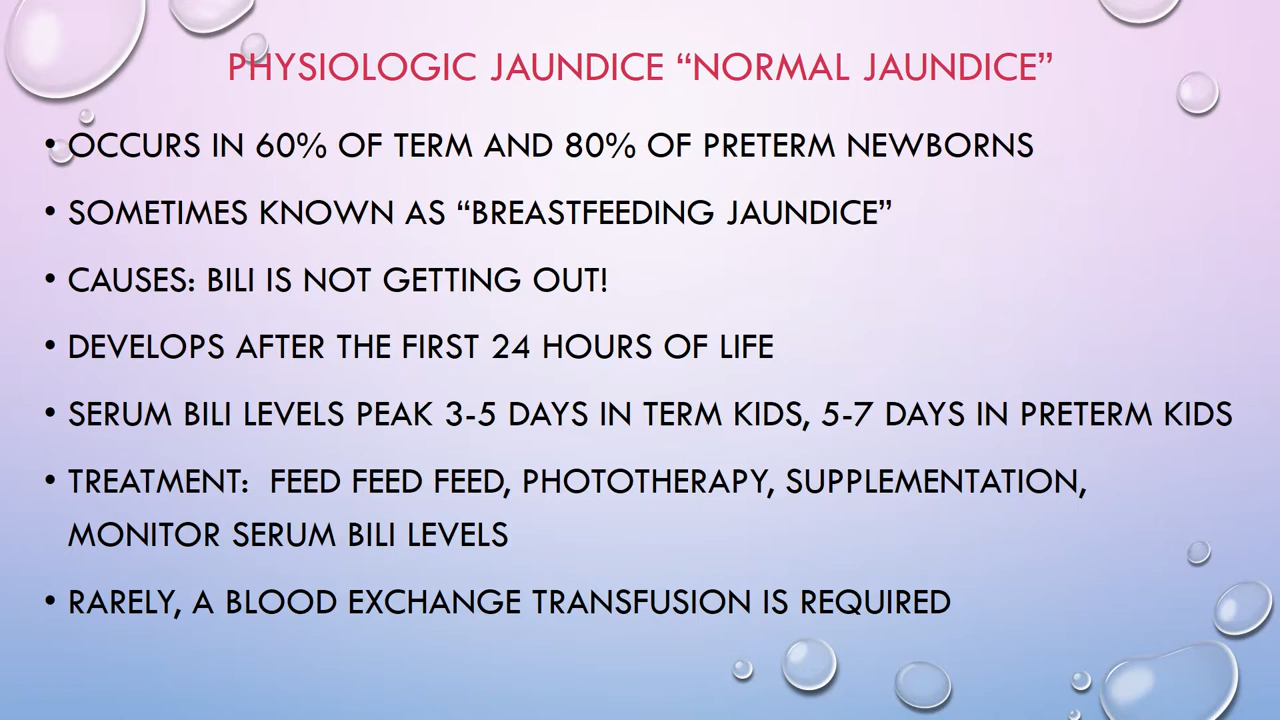 PHYSIOLOGIC JAUNDICE “NORMAL JAUNDICE”
• OCCURS IN 60% OF TERM AND 80% OF PRETERM NEWBORNS
• SOMETIMES KNOWN AS “BREASTFEEDING JAUNDICE”
• CAUSES: BILI IS NOT GETTING OUT!
• DEVELOPS AFTER THE FIRST 24 HOURS OF LIFE
• SERUM BILI LEVELS PEAK 3-5 DAYS IN TERM KIDS, 5-7 DAYS IN PRETERM KIDS
• TREATMENT:  FEED FEED FEED, PHOTOTHERAPY, SUPPLEMENTATION,
MONITOR SERUM BILI LEVELS
• RARELY, A BLOOD EXCHANGE TRANSFUSION IS REQUIRED